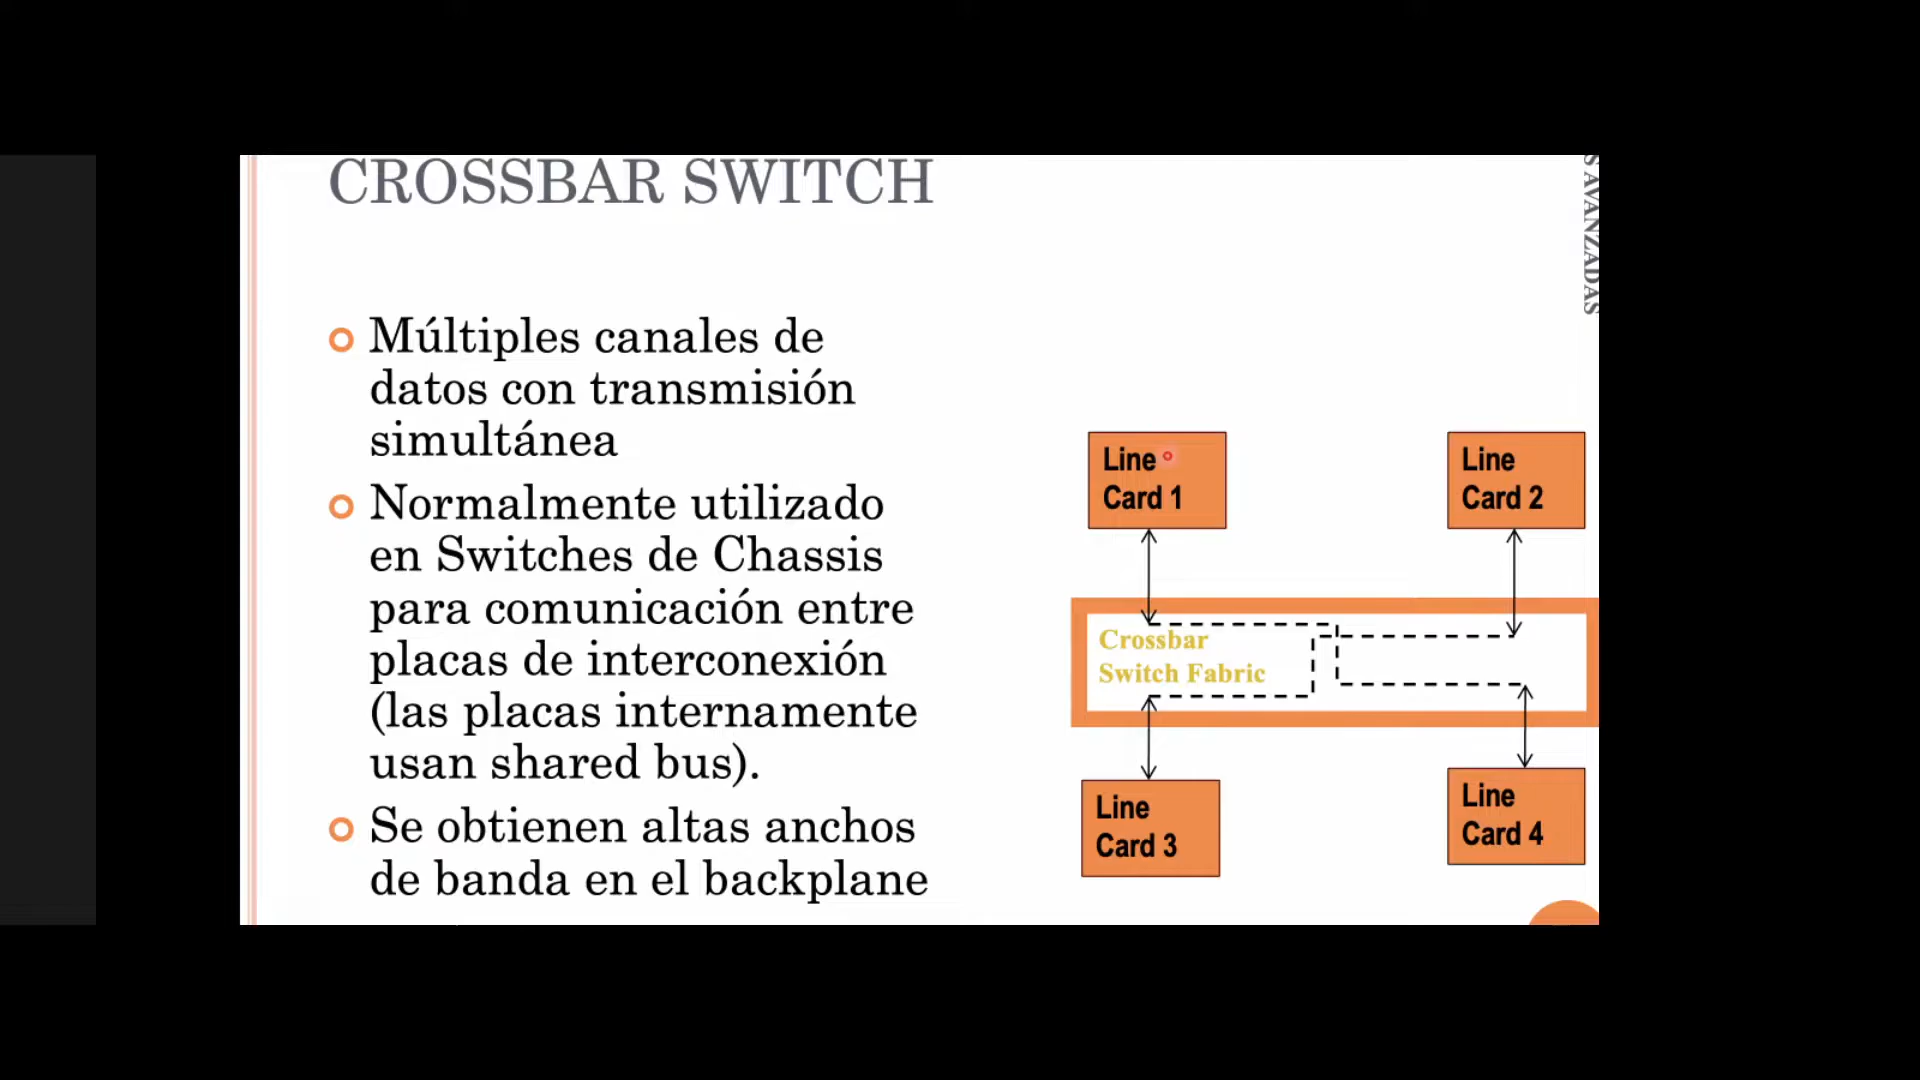 CROSSBAR SWITCH
S AVANZADAS
Múltiples canales de
datos con transmisión
simultánea
Normalmente utilizado
en Switches de Chassis
para comunicación entre
placas de interconexión
(las placas internamente
usan shared bus).
Se obtienen altas anchos
de banda en el backplane
Line
Card 1
Line
Card 2
Crossbar
Switch Fabric
Line
Card 3
Line
Card 4